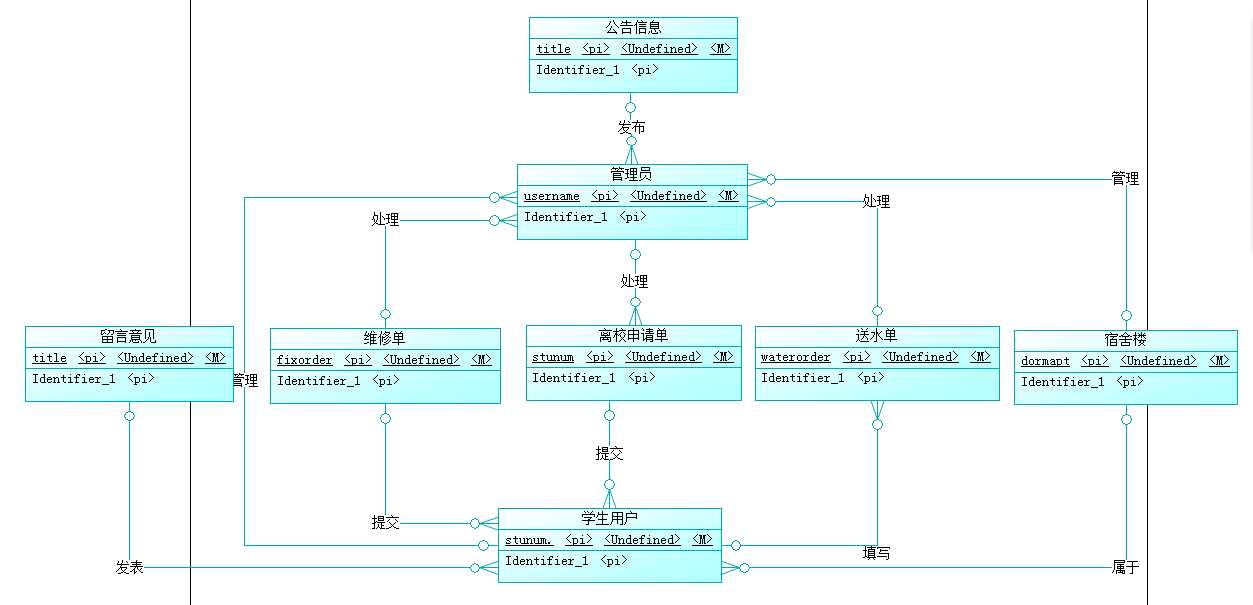 公告信息
title <pi> <Undefined> <M>
Identifier_1 <pi>
发布
管理员
username <pi> <Undefined> <M>
Identifier_1 <pi>
管理
处理
处理
处理
留言意见
title <pi> <Undefined> <M>
Identifier_1 <pi>
管理
维修单
fixorder <pi> <Undefined> <M>
Identifier_1 <pi>
离校申请单
stunum <pi> <Undefined> <M>
Identifier_1 <pi>
送水单
waterorder <pi> <Undefined> <M>
Identifier_1 <pi>
宿舍楼
dormapt <pi> <Undefined> <M>
Identifier_1 <pi>
提交
提交
学生用户
stunum. <pi> <Undefined> <M>
Identifier_1 <pi>
填写
发表
属于